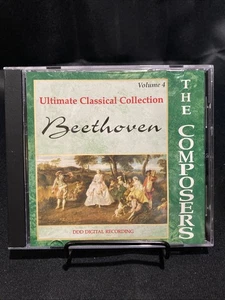 Volume 4
Ultimate Classical Collection
Beethoven
DDD DIGITAL RECORDING
THE COMPOSERS